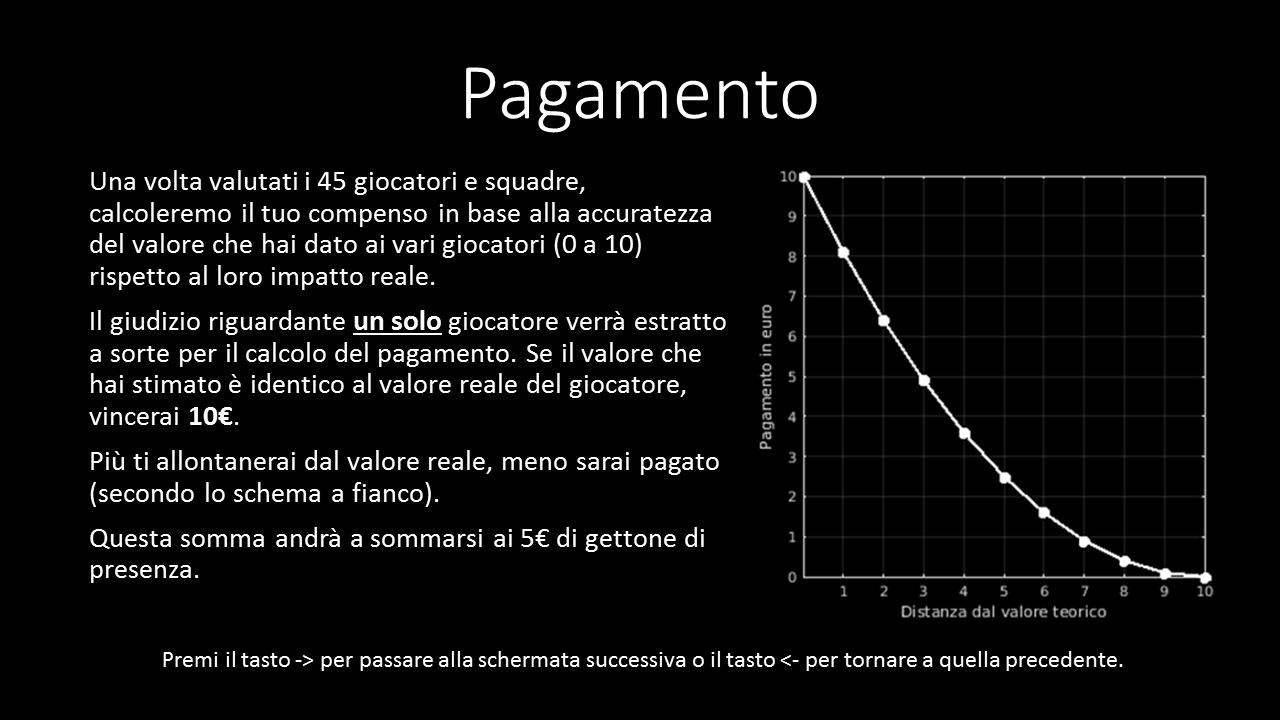 Pagamento
Una volta valutati i 45 giocatori e squadre,
calcoleremo il tuo compenso in base alla accuratezza
del valore che hai dato ai vari giocatori (0 a 10)
rispetto al loro impatto reale.
Il giudizio riguardante un solo giocatore verrà estratto
a sorte per il calcolo del pagamento. Se il valore che
hai stimato è identico al valore reale del giocatore,
vincerai 10€.
Più ti allontanerai dal valore reale, meno sarai pagato
(secondo lo schema a fianco).
Questa somma andrà a sommarsi ai 5€ di gettone di
presenza.
Pagamento in euro
10
9
8
7
6
5
4
3
2
1
0
1 2 3 4 5 6 7 8 9 10
Distanza dal valore teorico
Premi il tasto -> per passare alla schermata successiva o il tasto <- per tornare a quella precedente.